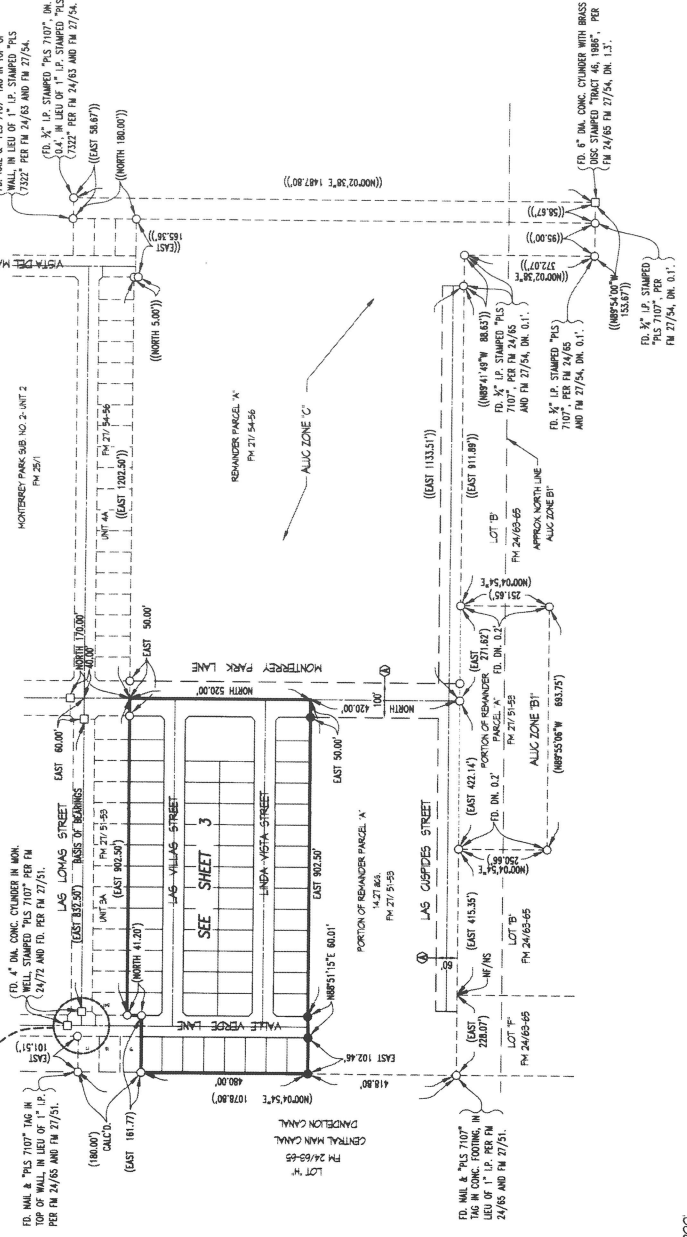 FD. NAIL & "PLS 7107" TAG IN TOP OF
WALL, IN LIEU OF 1" I.P. STAMPED "PLS
7322" PER FM 24/63 AND FM 27/54.
FD. ¾" I.P. STAMPED "PLS 7107", DN.
0.4', IN LIEU OF 1" I.P. STAMPED "PLS
7322" PER FM 24/63 AND FM 27/54.
((EAST 58.67'))
((NORTH 180.00'))
((EAST
165.36'))
((NORTH 5.00'))
VISTA DEL MA
((N00°02'38"E 1487.80'))
MONTERREY PARK SUB. NO. 2-UNIT 2
FM 25/1
UNIT 4A
FM 27/ 54-56
((EAST 1202.50'))
REMAINDER PARCEL "A"
FM 27/ 54-56
ALUC ZONE "C"
FD. 4" DIA. CONC. CYLINDER IN MON.
WELL, STAMPED "PLS 7107" PER FM
24/72 AND FD. PER FM 27/51.
LAS LOMAS STREET
(EAST 832.50')
BASIS OF BEARINGS
EAST 60.00'
NORTH 170.00'
40.00'
UNIT 3A
FM 27/ 51-53
(EAST 902.50')
EAST 50.00'
(EAST
101.51')
FD. NAIL & "PLS 7107" TAG IN
TOP OF WALL, IN LIEU OF 1" I.P.
PER FM 24/65 AND FM 27/51.
(180.00')
CALC'D.
(EAST 161.77)
(NORTH 41.20')
LAS VILLAS STREET
SEE SHEET 3
LINDA VISTA STREET
VALLE VERDE LANE
NORTH 520.00'
MONTERREY PARK LANE
480.00'
(N00°04'54"E 1078.80')
LOT "H"
FM 24/63-65
CENTRAL MAIN CANAL
DANDELION CANAL
EAST 102.46'
N88°51'15"E 60.01'
EAST 902.50'
EAST 50.00'
418.80'
PORTION OF REMAINDER PARCEL "A"
14.27 acs.
FM 27/ 51-53
NORTH 420.00'
100'
A
LAS CUSPIDES STREET
A
60'
((EAST 1133.51'))
((EAST 911.89'))
((N89°41'49"W 88.63'))
FD. ¾" I.P. STAMPED "PLS
7107", PER FM 24/65
AND FM 27/54, DN. 0.1'.
((N00°02'38"E
372.07'))
((95.00'))
((58.67'))
FD. 6" DIA. CONC. CYLINDER WITH BRASS
DISC STAMPED "TRACT 46, 1986", PER
FM 24/65 FM 27/54, DN. 1.3'.
((N89°54'00"W
153.67'))
FD. ¾" I.P. STAMPED
"PLS 7107", PER
FM 27/54, DN. 0.1'.
FD. ¾" I.P. STAMPED "PLS
7107", PER FM 24/65
AND FM 27/54, DN. 0.1'.
FD. NAIL & "PLS 7107"
TAG IN CONC. FOOTING, IN
LIEU OF 1" I.P. PER FM
24/65 AND FM 27/51.
(EAST
228.07')
LOT "F"
FM 24/63-65
NF/NS
(EAST 415.35')
LOT "B"
FM 24/63-65
(N00°04'54"E
250.66')
FD. DN. 0.2'
(EAST 422.14')
PORTION OF REMAINDER
PARCEL "A"
FM 27/ 51-53
(EAST
271.62')
FD. DN. 0.2'
(N00°04'54"E
251.65')
ALUC ZONE "B1"
(N89°55'06"W 693.75')
LOT "B"
FM 24/63-65
APPROX NORTH LINE
ALUC ZONE B1"